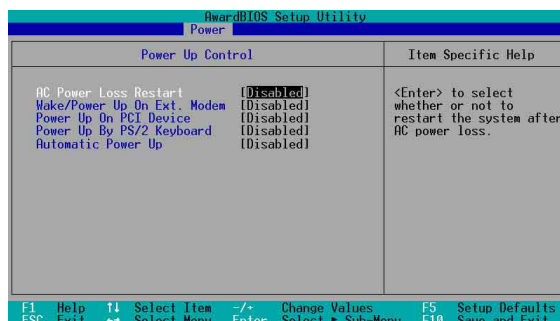 AwardBIOS Setup Utility
Power
Power Up Control
Item Specific Help
AC Power Loss Restart [Disabled]
Wake/Power Up On Ext. Modem [Disabled]
Power Up On PCI Device [Disabled]
Power Up By PS/2 Keyboard [Disabled]
Automatic Power Up [Disabled]
<Enter> to select
whether or not to
restart the system after
AC power loss.
F1 Help ↑↓ Select Item -/+ Change Values F5 Setup Defaults
ESC Exit ←→ Select Menu Enter Select ► Sub-Menu F10 Save and Exit